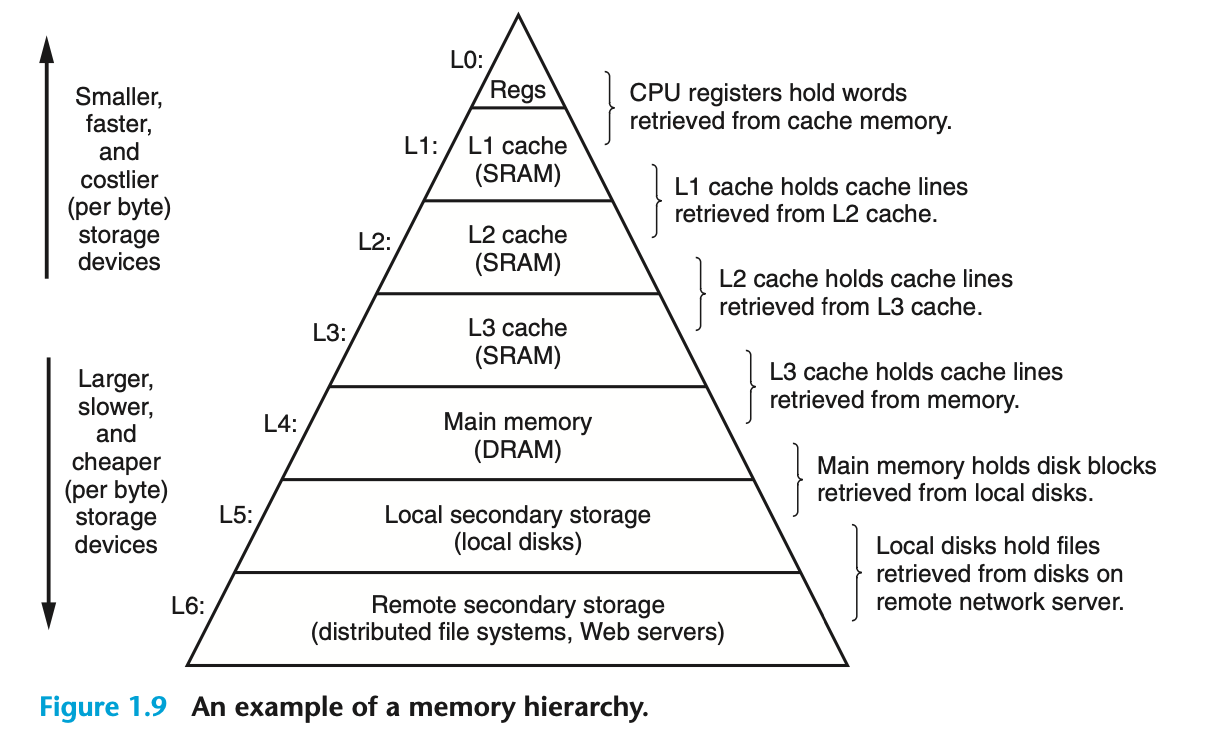 Smaller,
faster,
and
costlier
(per byte)
storage
devices
Larger,
slower,
and
cheaper
(per byte)
storage
devices
L0:
Regs
CPU registers hold words
retrieved from cache memory.
L1:
L1 cache
(SRAM)
L1 cache holds cache lines
retrieved from L2 cache.
L2:
L2 cache
(SRAM)
L2 cache holds cache lines
retrieved from L3 cache.
L3:
L3 cache
(SRAM)
L3 cache holds cache lines
retrieved from memory.
L4:
Main memory
(DRAM)
Main memory holds disk blocks
retrieved from local disks.
L5:
Local secondary storage
(local disks)
Local disks hold files
retrieved from disks on
remote network server.
L6:
Remote secondary storage
(distributed file systems, Web servers)
Figure 1.9 An example of a memory hierarchy.